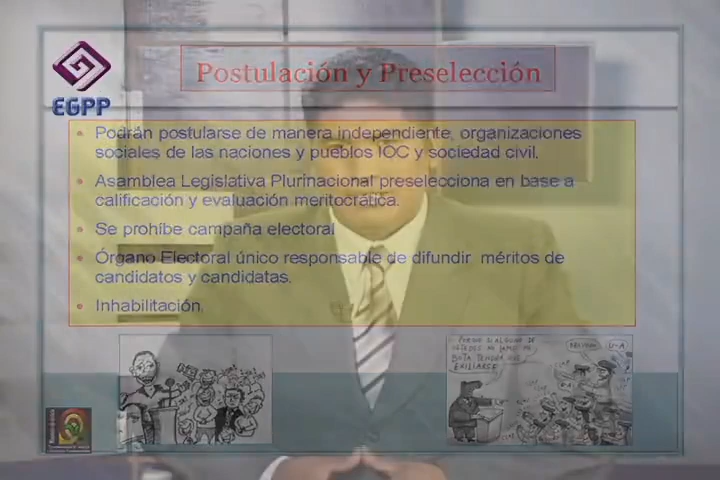 Postulación y Preselección
EGPP
• Podrán postularse de manera independiente, organizaciones
sociales de las naciones y pueblos IOC y sociedad civil.
• Asamblea Legislativa Plurinacional preselecciona en base a
calificación y evaluación meritocrática.
• Se prohíbe campaña electoral
• Órgano Electoral único responsable de difundir méritos de
candidatos y candidatas.
• Inhabilitación.